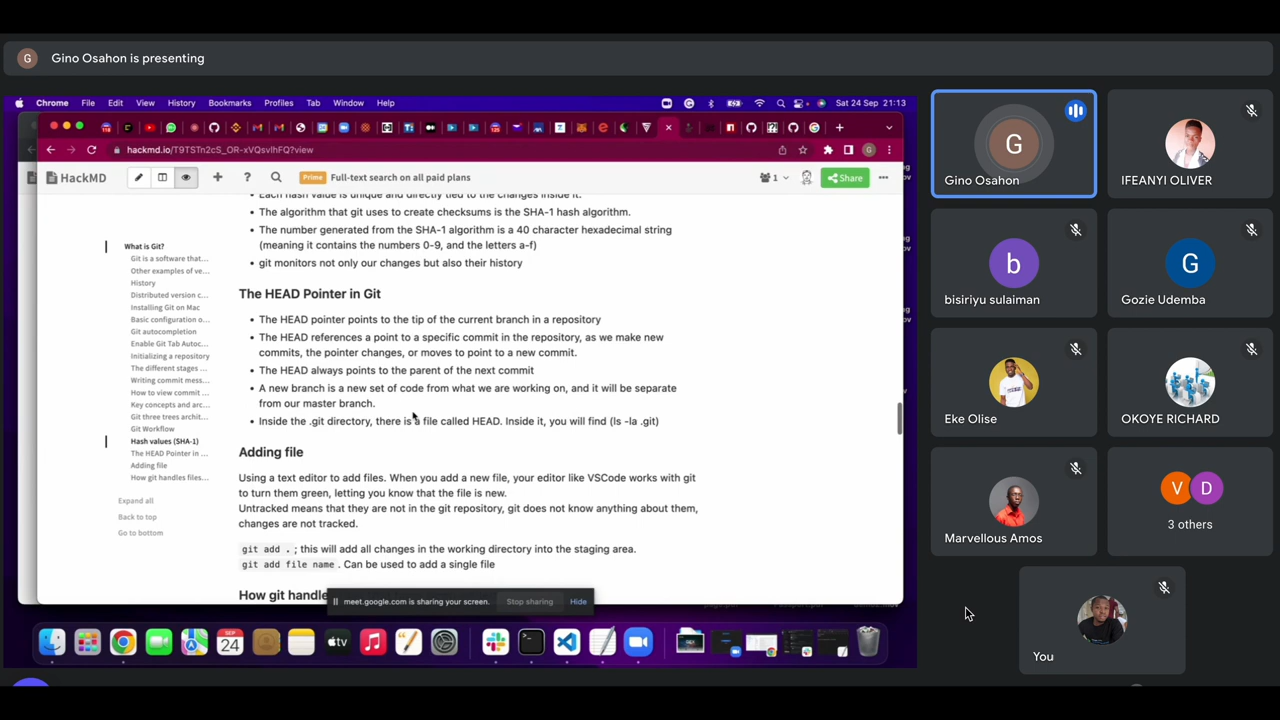 G
Gino Osahon is presenting
Chrome File Edit View History Bookmarks Profiles Tab Window Help
Sat 24 Sep 21:13
hackmd.io/T9TSTn2cS_OR-xVQsvlhFQ?view
G
HackMD
Prime Full-text search on all paid plans
1
Share
What is Git?
Git is a software that...
Other examples of ve...
History
Distributed version c...
Installing Git on Mac
Basic configuration o...
Git autocompletion
Enable Git Tab Autoc...
Initializing a repository
The different stages ...
Writing commit mess...
How to view commit ...
Key concepts and arc...
Git three trees archit...
Git Workflow
Hash values (SHA-1)
The HEAD Pointer in ...
Adding file
How git handles files...
Expand all
Back to top
Go to bottom
Each hash value is unique and directly tied to the changes inside it.
The algorithm that git uses to create checksums is the SHA-1 hash algorithm.
The number generated from the SHA-1 algorithm is a 40 character hexadecimal string
(meaning it contains the numbers 0-9, and the letters a-f)
git monitors not only our changes but also their history
The HEAD Pointer in Git
The HEAD pointer points to the tip of the current branch in a repository
The HEAD references a point to a specific commit in the repository, as we make new
commits, the pointer changes, or moves to point to a new commit.
The HEAD always points to the parent of the next commit
A new branch is a new set of code from what we are working on, and it will be separate
from our master branch.
Inside the .git directory, there is a file called HEAD. Inside it, you will find (ls -la .git)
Adding file
Using a text editor to add files. When you add a new file, your editor like VSCode works with git
to turn them green, letting you know that the file is new.
Untracked means that they are not in the git repository, git does not know anything about them,
changes are not tracked.
git add .; this will add all changes in the working directory into the staging area.
git add file name. Can be used to add a single file
How git handle
meet.google.com is sharing your screen. Stop sharing Hide
SEP
24
tv
G
Gino Osahon
IFEANYI OLIVER
b
bisiriyu sulaiman
G
Gozie Udemba
Eke Olise
OKOYE RICHARD
Marvellous Amos
V D
3 others
You